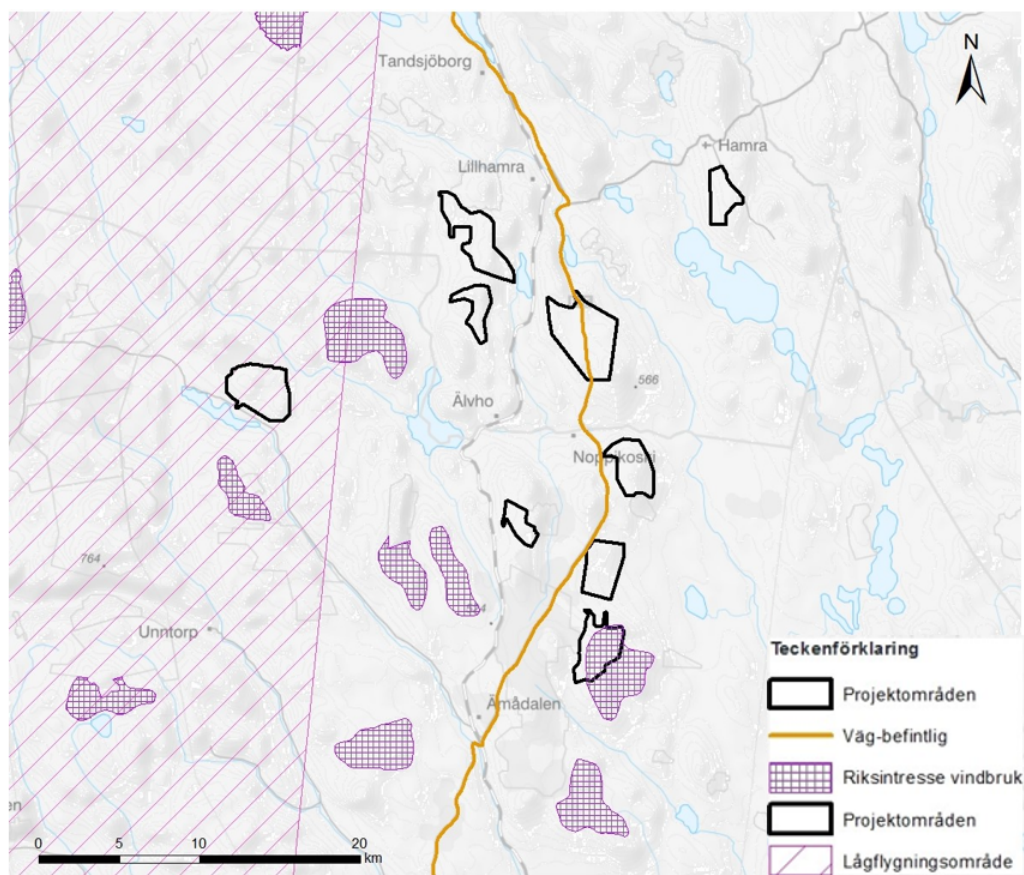 N
Tandsjöborg
Hamra
Lillhamra
566
Älvho
Noppikoski
764
Unntorp
Åmådalen
Teckenförklaring
Projektområden
Väg-befintlig
Riksintresse vindbruk
Projektområden
Lågflygningsområde
0 5 10 20
km